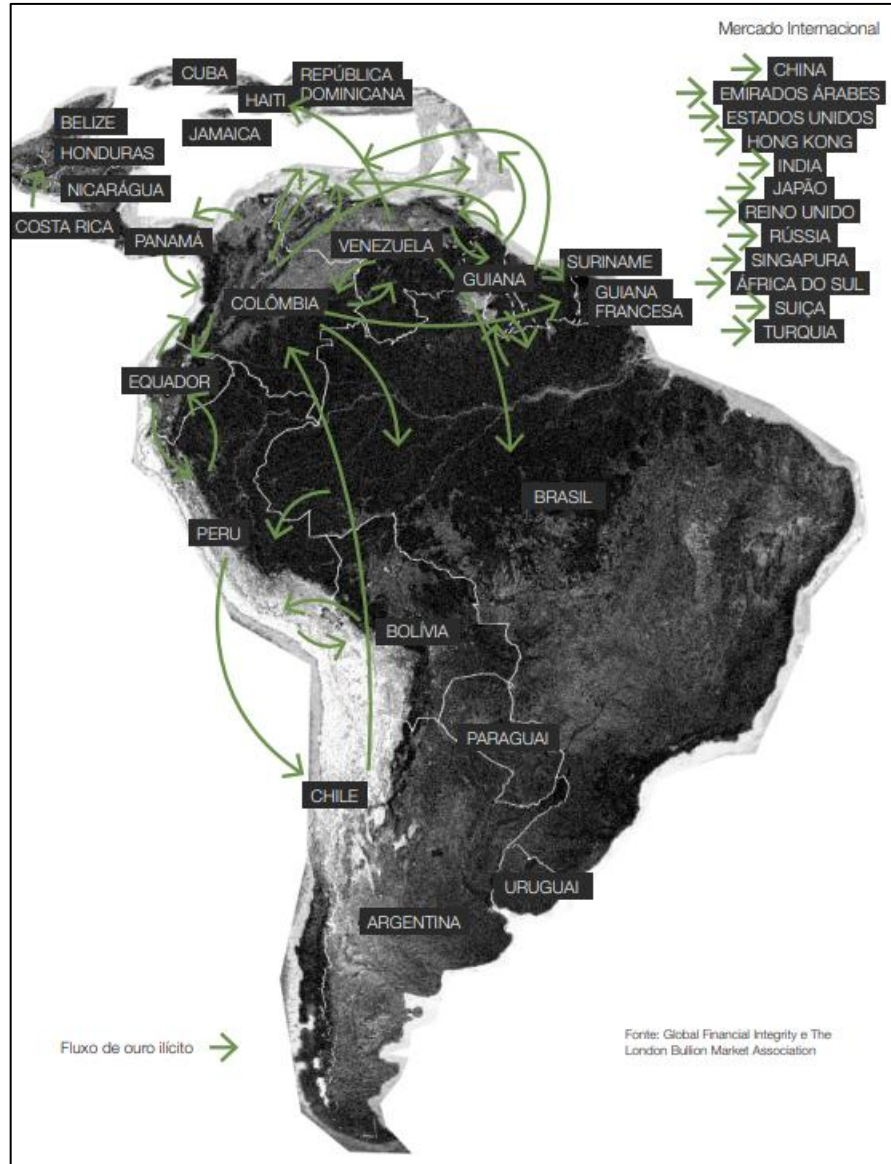 Mercado Internacional
CHINA
EMIRADOS ÁRABES
ESTADOS UNIDOS
HONG KONG
INDIA
JAPÃO
REINO UNIDO
RÚSSIA
SINGAPURA
ÁFRICA DO SUL
SUIÇA
TURQUIA
CUBA
REPÚBLICA
DOMINICANA
HAITI
BELIZE
JAMAICA
HONDURAS
NICARÁGUA
COSTA RICA
PANAMÁ
VENEZUELA
SURINAME
GUIANA
GUIANA
FRANCESA
COLÔMBIA
EQUADOR
BRASIL
PERU
BOLÍVIA
PARAGUAI
CHILE
URUGUAI
ARGENTINA
Fluxo de ouro ilícito
Fonte: Global Financial Integrity e The
London Bullion Market Association